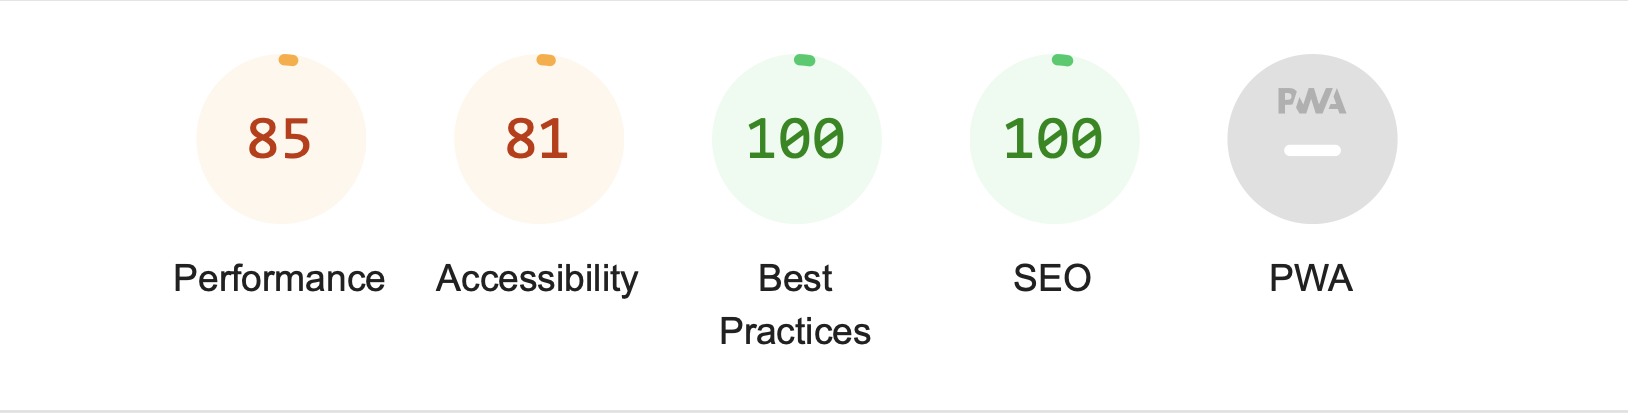 85
81
100
100
PWA
Performance
Accessibility
Best
Practices
SEO
PWA